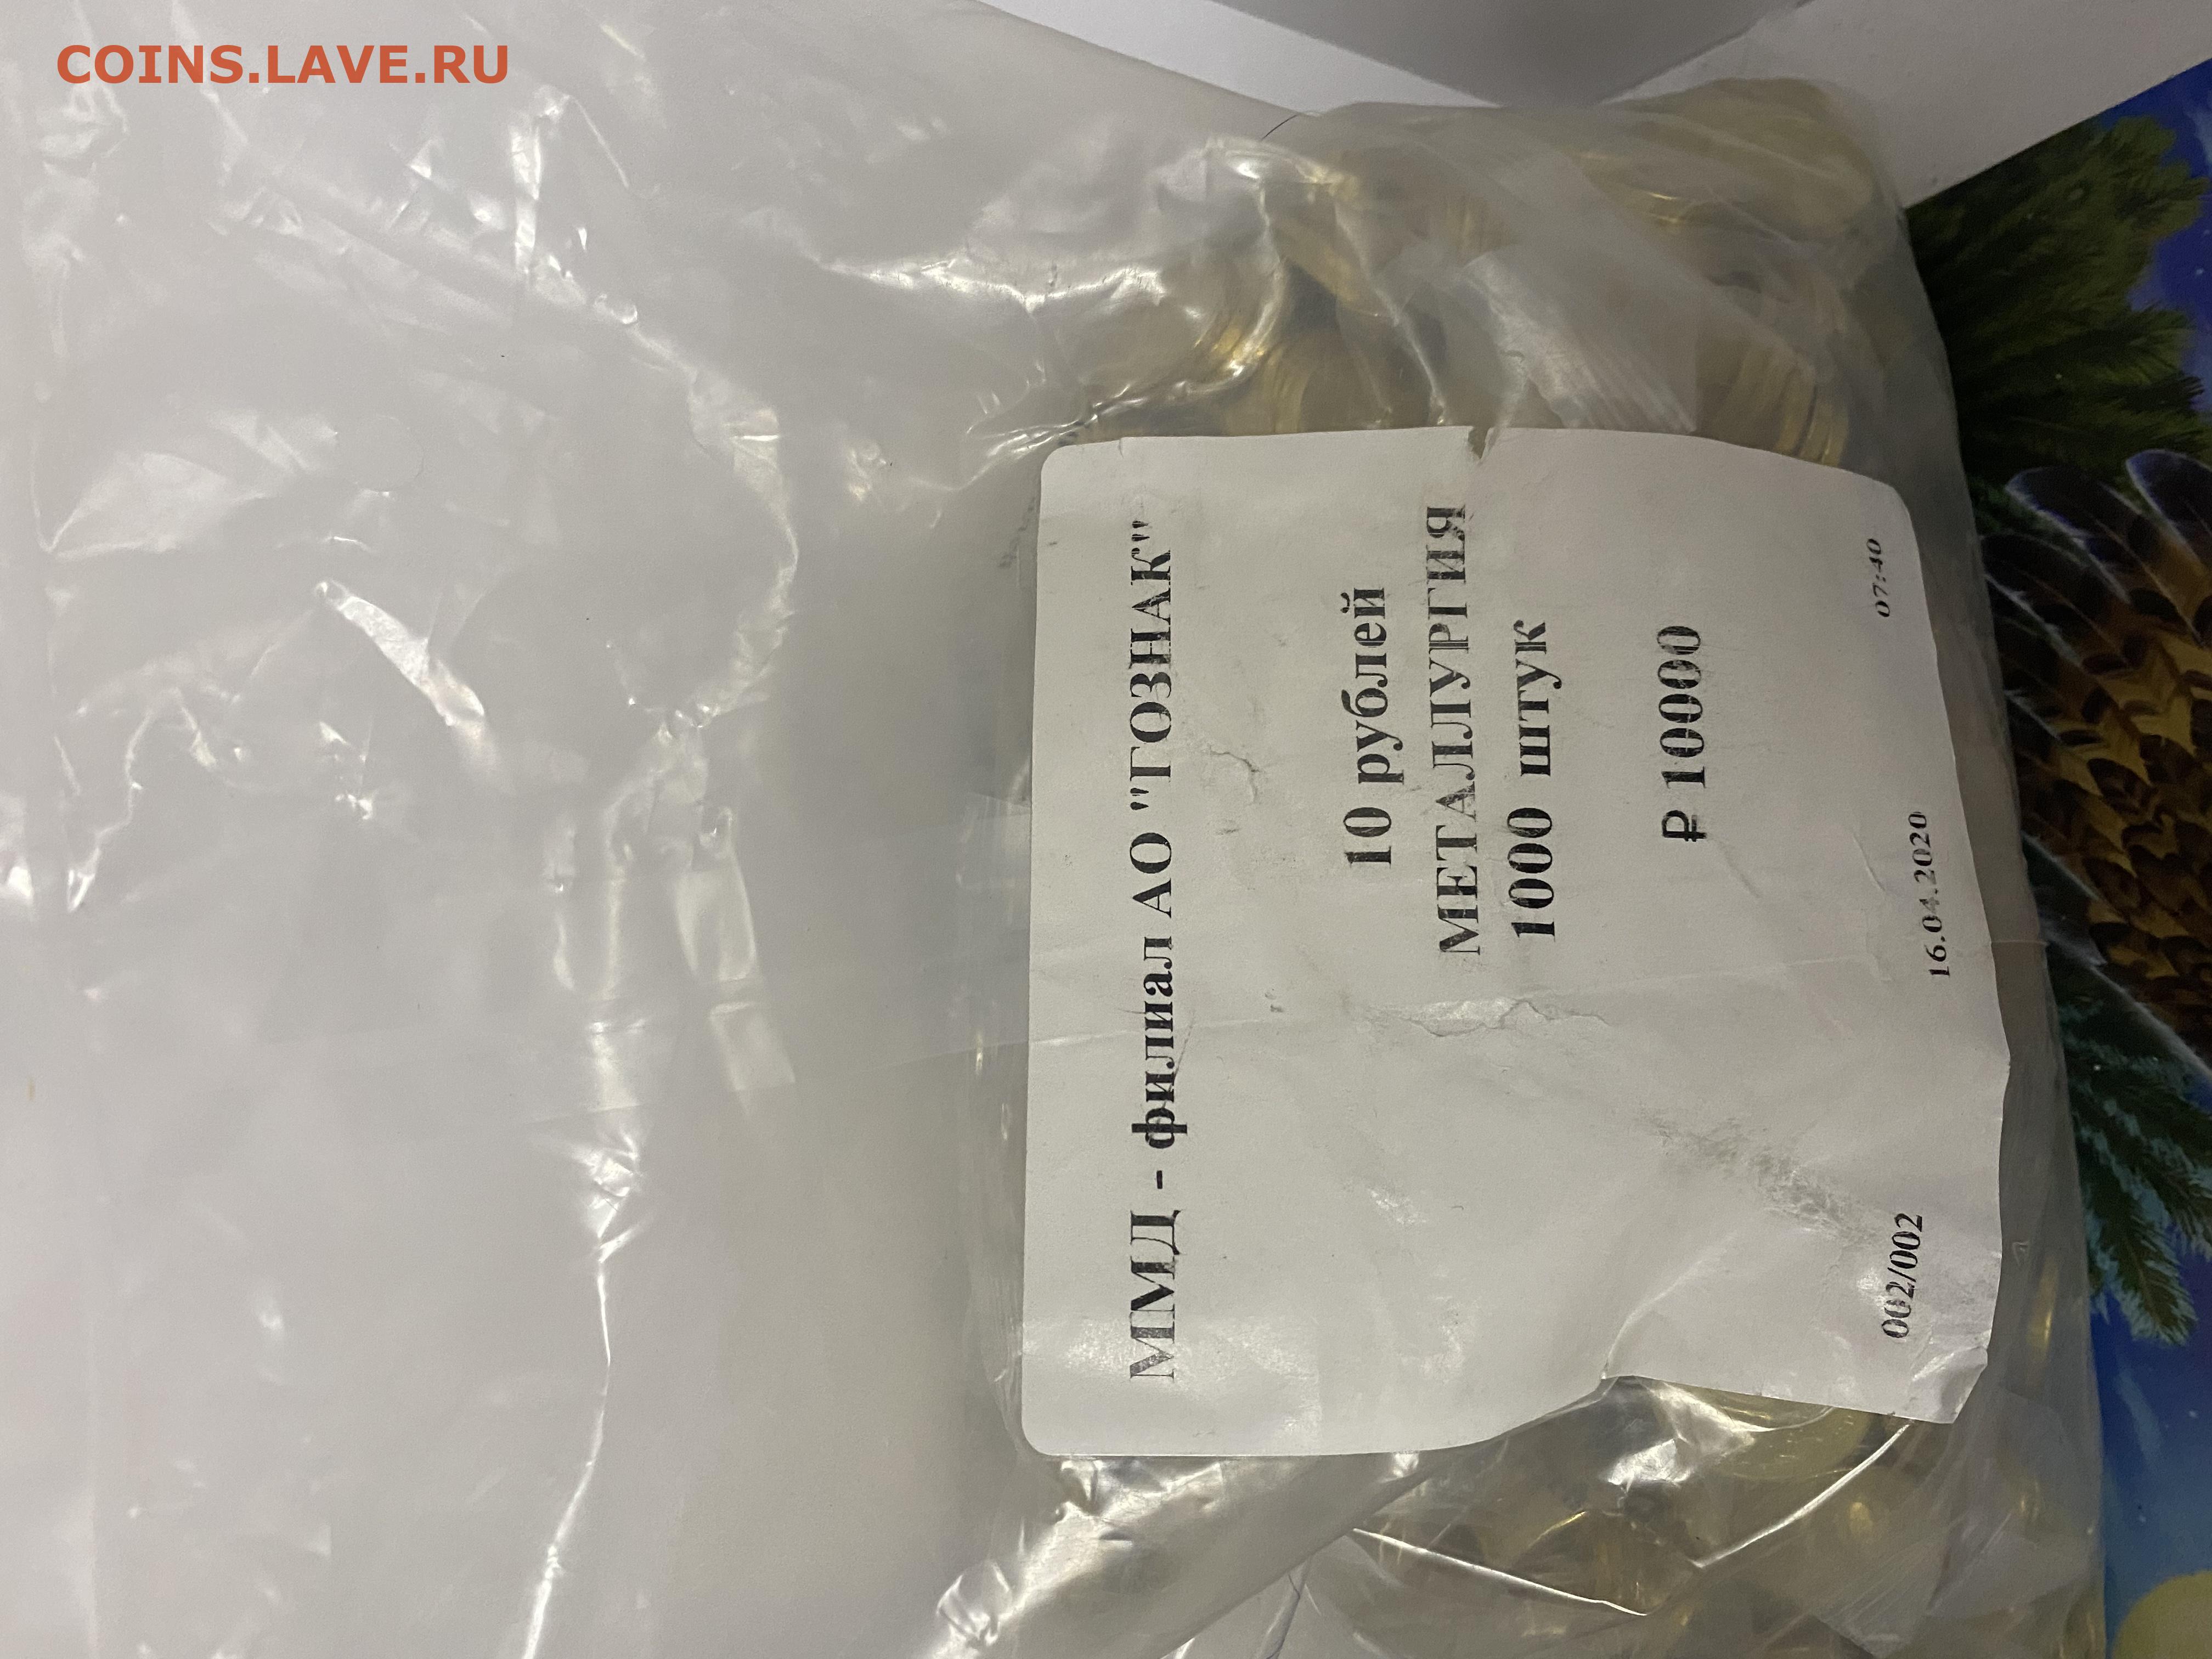 COINS.LAVE.RU
ММД - филиал АО "ГОЗНАК"
10 рублей
МЕТАЛЛУРГИЯ
1000 штук
₽ 10000
002/002
16.04.2020
07:40